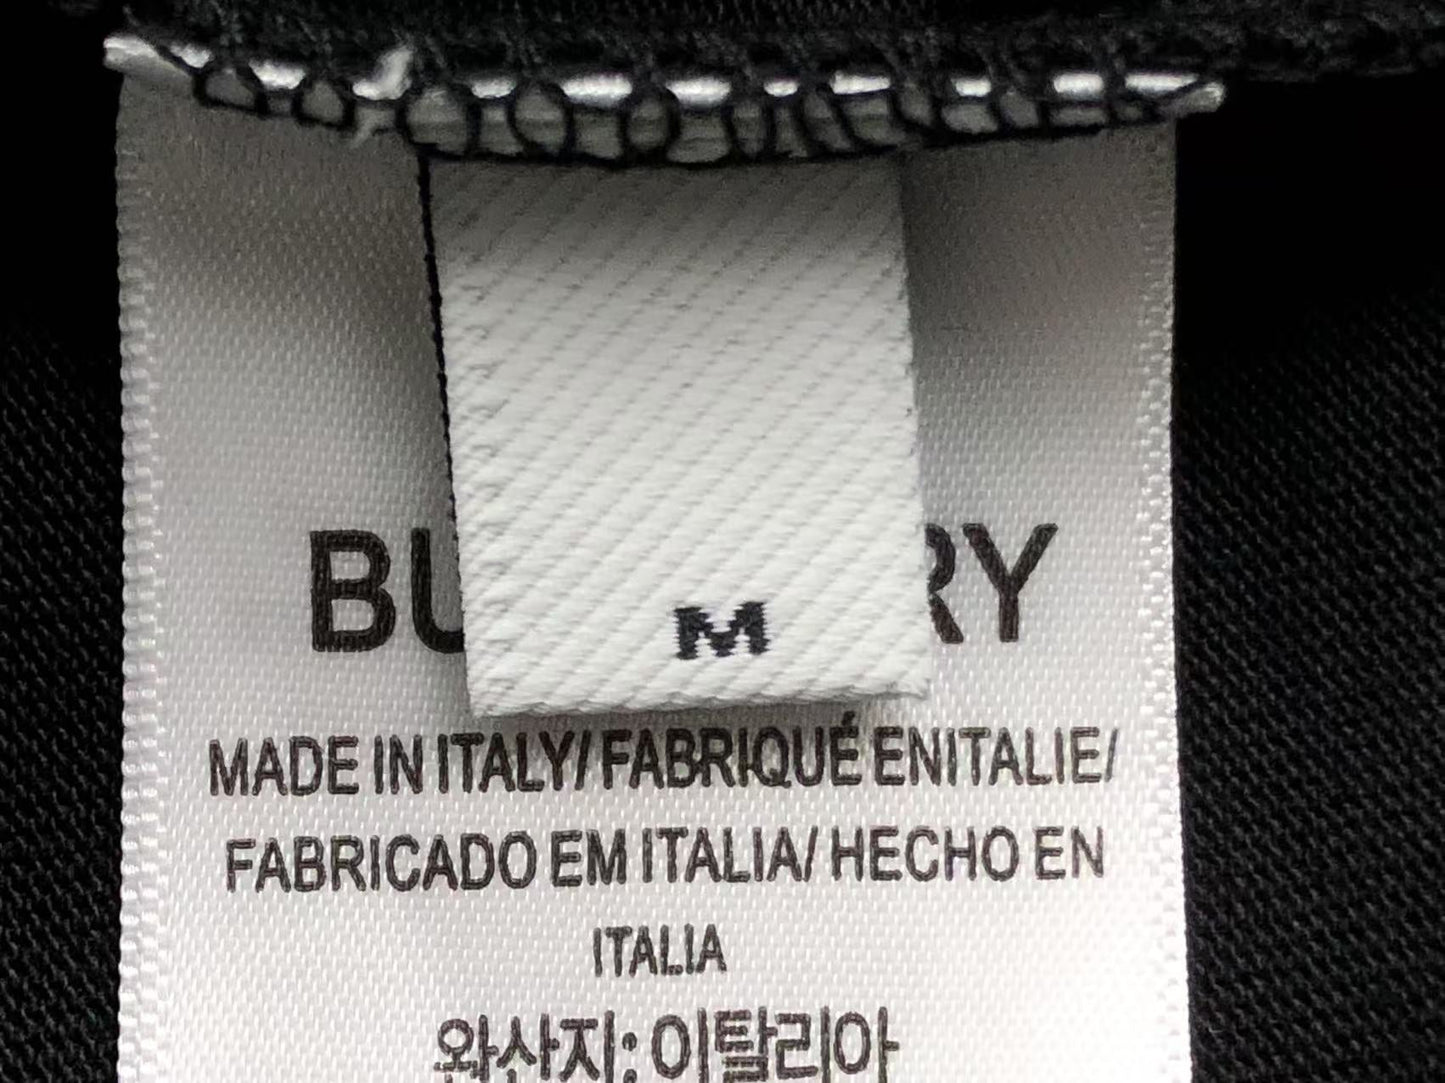 BU RY
M
MADE IN ITALY/ FABRIQUÉ ENITALIE/
FABRICADO EM ITALIA/ HECHO EN
ITALIA
완산지: 이탈리아